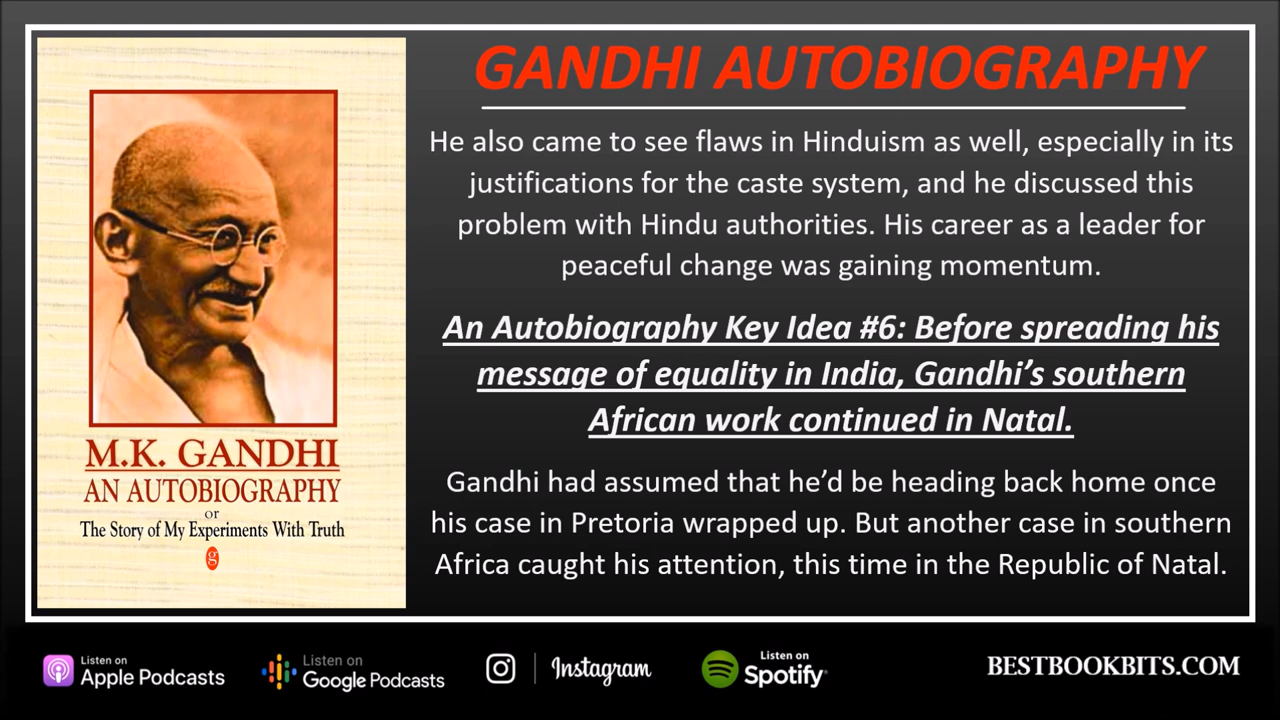 GANDHI AUTOBIOGRAPHY
He also came to see flaws in Hinduism as well, especially in its
justifications for the caste system, and he discussed this
problem with Hindu authorities. His career as a leader for
peaceful change was gaining momentum.
An Autobiography Key Idea #6: Before spreading his
message of equality in India, Gandhi’s southern
African work continued in Natal.
Gandhi had assumed that he’d be heading back home once
his case in Pretoria wrapped up. But another case in southern
Africa caught his attention, this time in the Republic of Natal.
M.K. GANDHI
AN AUTOBIOGRAPHY
or
The Story of My Experiments With Truth
g
Listen on
Apple Podcasts
Listen on
Google Podcasts
Instagram
Listen on
Spotify
BESTBOOKBITS.COM